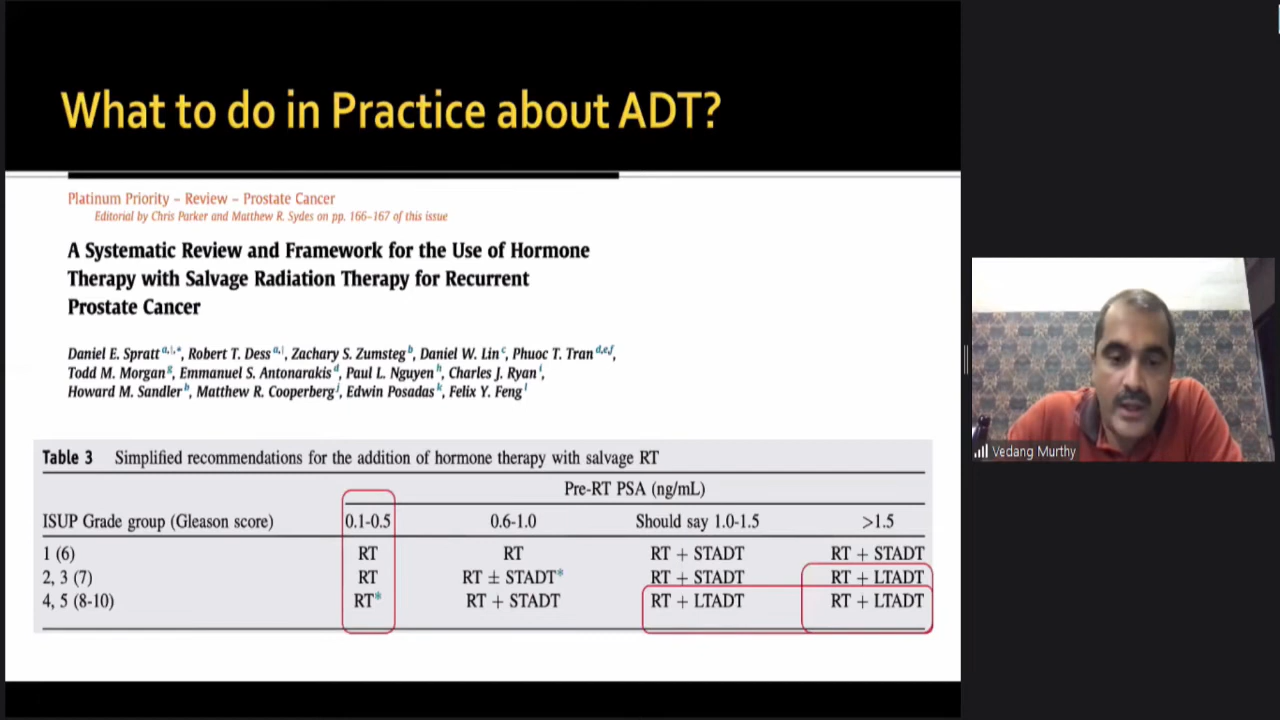 What to do in Practice about ADT?
Platinum Priority – Review – Prostate Cancer
Editorial by Chris Parker and Matthew R. Sydes on pp. 166–167 of this issue
A Systematic Review and Framework for the Use of Hormone
Therapy with Salvage Radiation Therapy for Recurrent
Prostate Cancer
Daniel E. Spratt a,|,*, Robert T. Dess a,|, Zachary S. Zumsteg b, Daniel W. Lin c, Phuoc T. Tran d,e,f,
Todd M. Morgan g, Emmanuel S. Antonarakis d, Paul L. Nguyen h, Charles J. Ryan i,
Howard M. Sandler b, Matthew R. Cooperberg j, Edwin Posadas k, Felix Y. Feng l
Table 3 Simplified recommendations for the addition of hormone therapy with salvage RT
Pre-RT PSA (ng/mL)
ISUP Grade group (Gleason score) 0.1-0.5 0.6-1.0 Should say 1.0-1.5 >1.5
1 (6) RT RT RT + STADT RT + STADT
2, 3 (7) RT RT ± STADT* RT + STADT RT + LTADT
4, 5 (8-10) RT* RT + STADT RT + LTADT RT + LTADT
Vedang Murthy